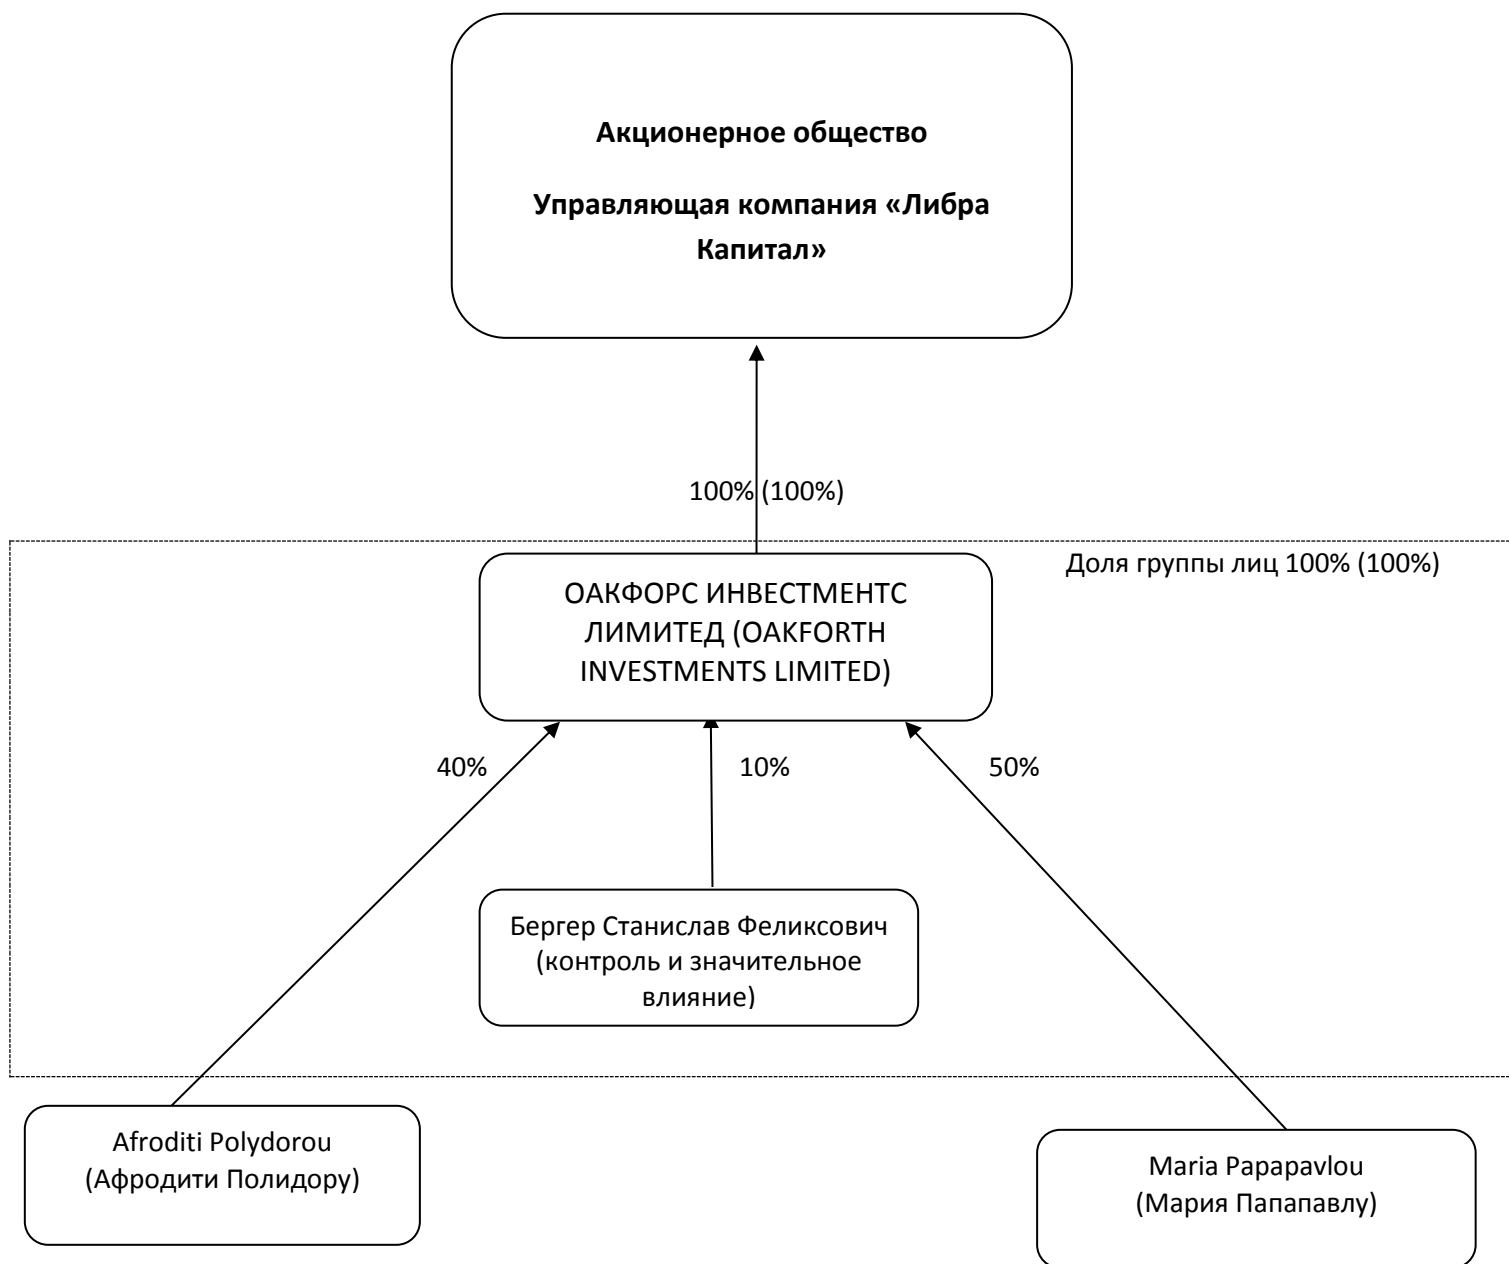 Акционерное общество
Управляющая компания «Либра
Капитал»
100% (100%)
Доля группы лиц 100% (100%)
ОАКФОРС ИНВЕСТМЕНТС
ЛИМИТЕД (OAKFORTH
INVESTMENTS LIMITED)
40%
10%
50%
Бергер Станислав Феликсович
(контроль и значительное
влияние)
Afroditi Polydorou
(Афродити Полидору)
Maria Papapavlou
(Мария Папапавлу)